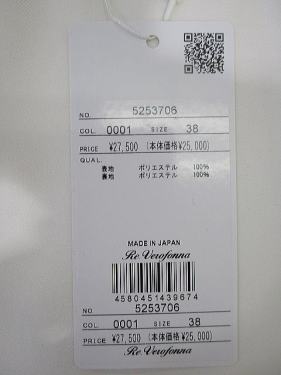 NO. 5253706
COL. 0001 SIZE 38
PRICE ¥27,500 (本体価格¥25,000)
QUAL.
表地 ポリエステル 100%
裏地 ポリエステル 100%
MADE IN JAPAN
Re.Verofonna
4580451439674
NO. 5253706
COL. 0001 SIZE 38
PRICE ¥27,500 (本体価格¥25,000)
Re.Verofonna